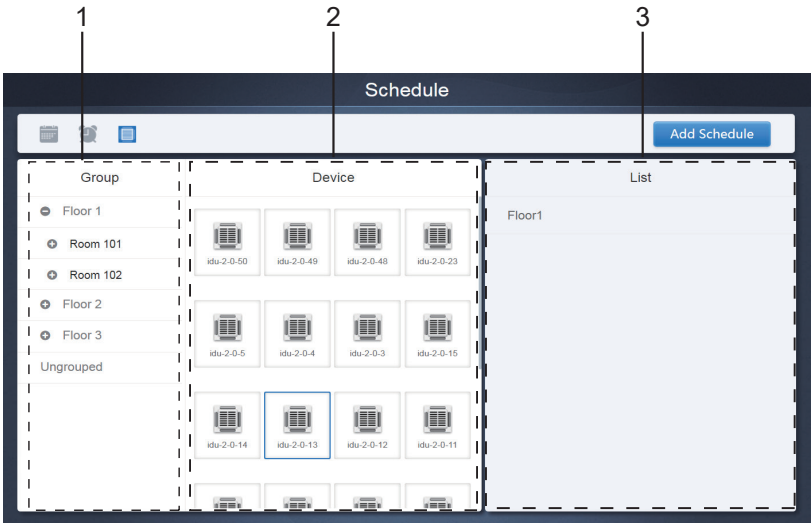 1 2 3
Schedule
Add Schedule
Group
Floor 1
Room 101
Room 102
Floor 2
Floor 3
Ungrouped
Device
idu-2-0-50 idu-2-0-49 idu-2-0-48 idu-2-0-23
idu-2-0-5 idu-2-0-4 idu-2-0-3 idu-2-0-15
idu-2-0-14 idu-2-0-13 idu-2-0-12 idu-2-0-11
List
Floor1